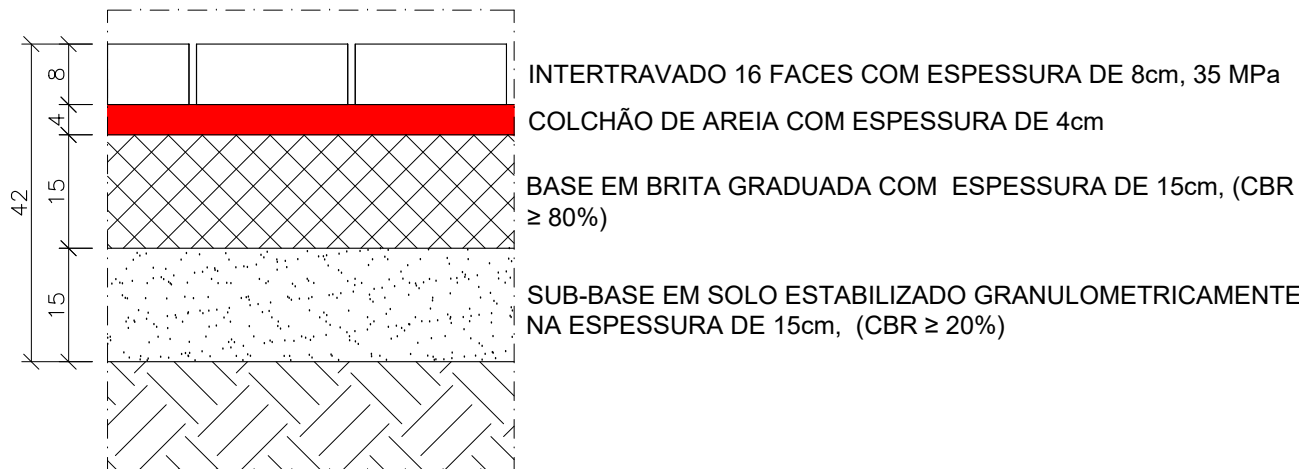 8
INTERTRAVADO 16 FACES COM ESPESSURA DE 8cm, 35 MPa
4
COLCHÃO DE AREIA COM ESPESSURA DE 4cm
42
15
BASE EM BRITA GRADUADA COM ESPESSURA DE 15cm, (CBR
≥ 80%)
15
SUB-BASE EM SOLO ESTABILIZADO GRANULOMETRICAMENTE
NA ESPESSURA DE 15cm, (CBR ≥ 20%)